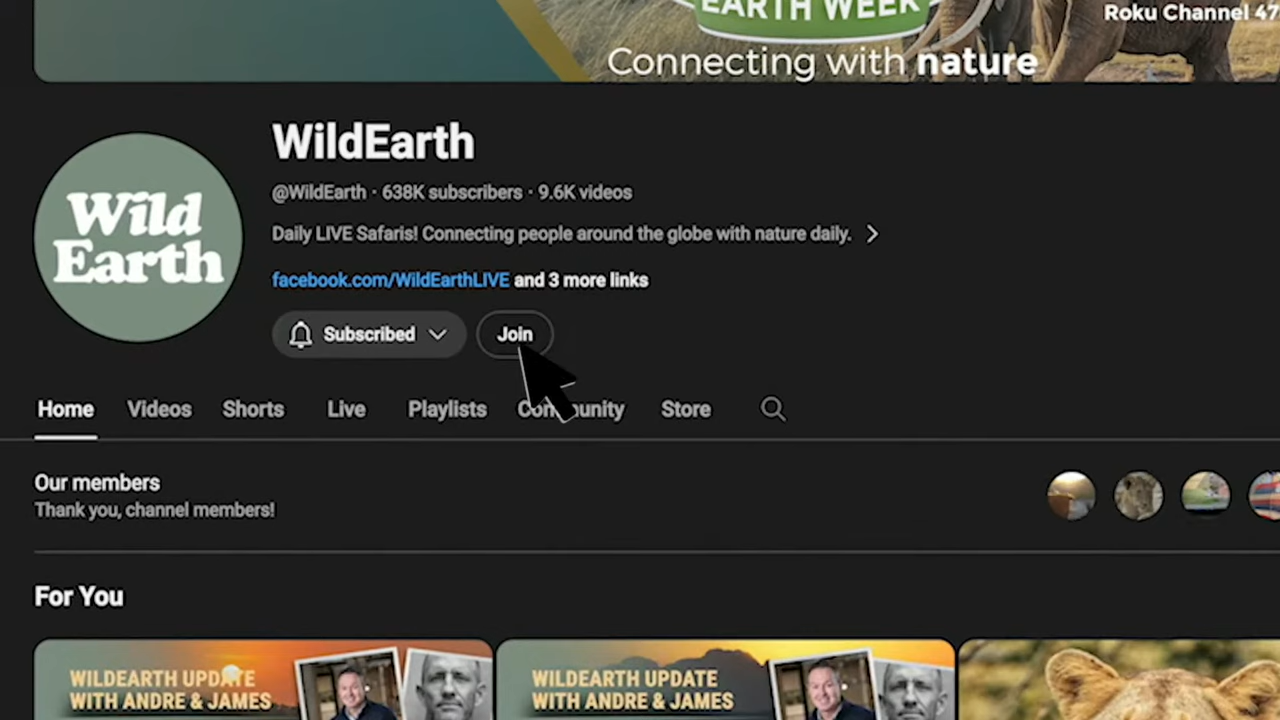 EARTH WEEK
Roku Channel 47
Connecting with nature
WildEarth
@WildEarth · 638K subscribers · 9.6K videos
Daily LIVE Safaris! Connecting people around the globe with nature daily.
facebook.com/WildEarthLIVE and 3 more links
Wild
Earth
Subscribed
Join
Home Videos Shorts Live Playlists Community Store
Our members
Thank you, channel members!
For You
WILDEARTH UPDATE
WITH ANDRE & JAMES
WILDEARTH UPDATE
WITH ANDRE & JAMES